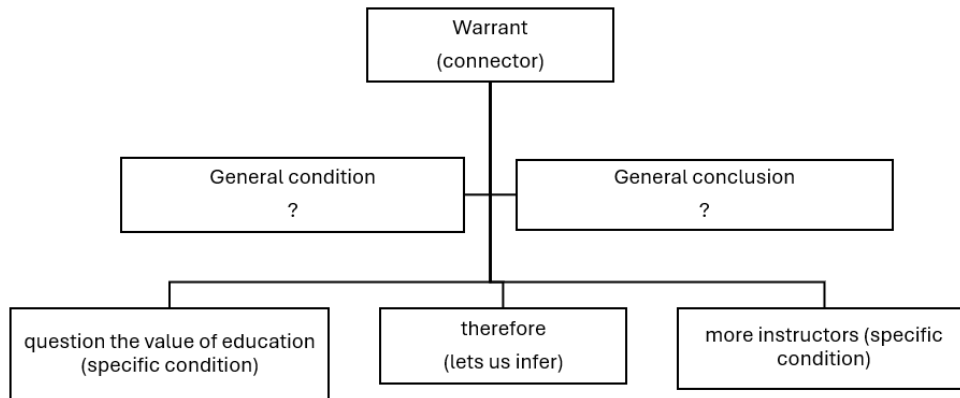 Warrant
(connector)
General condition
?
General conclusion
?
question the value of education
(specific condition)
therefore
(lets us infer)
more instructors (specific
condition)